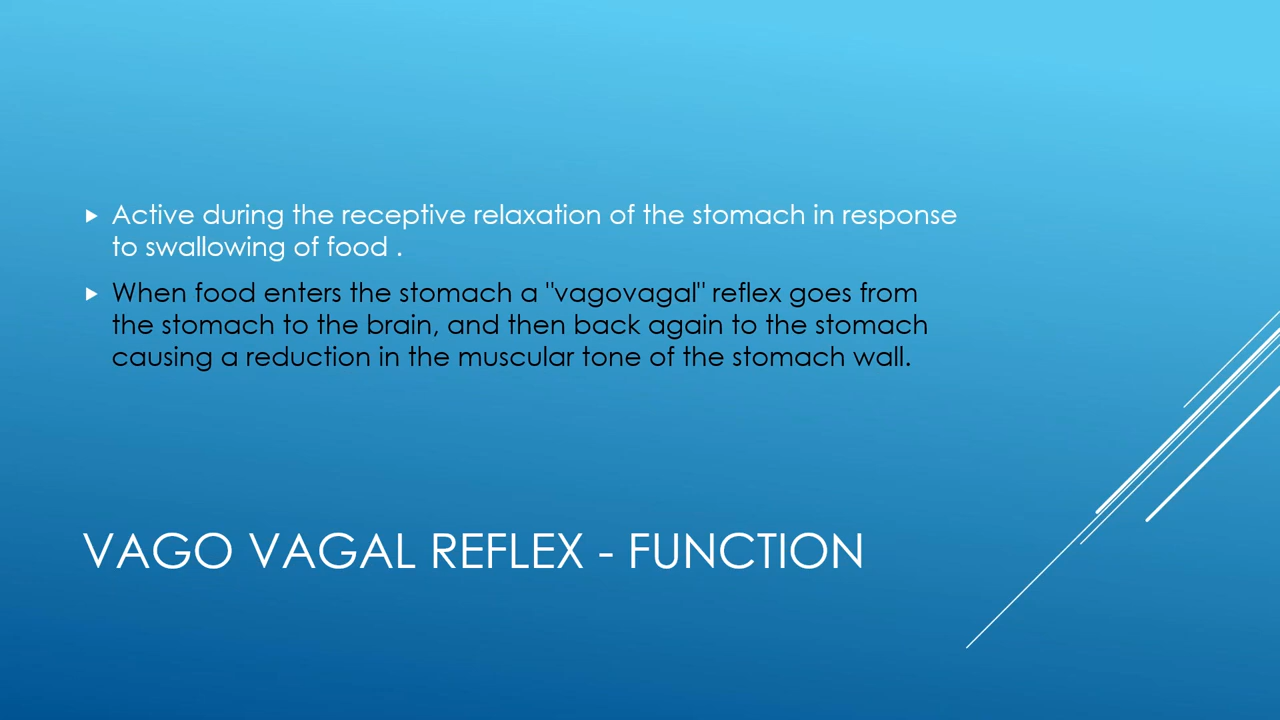 Active during the receptive relaxation of the stomach in response
to swallowing of food .
When food enters the stomach a "vagovagal" reflex goes from
the stomach to the brain, and then back again to the stomach
causing a reduction in the muscular tone of the stomach wall.
VAGO VAGAL REFLEX - FUNCTION